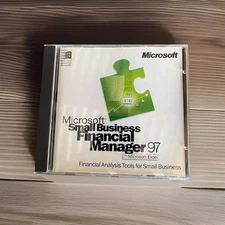 Microsoft
Microsoft
Small Business
Financial
Manager 97
for Microsoft Excel
Financial Analysis Tools for Small Business